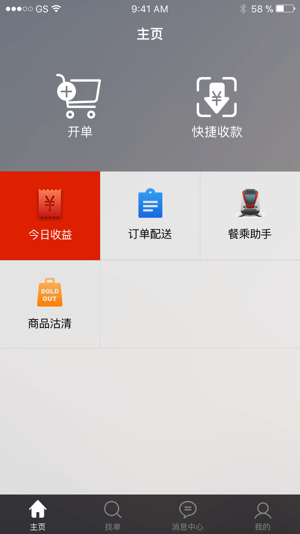 GS 9:41 AM 58 %
主页
开单 快捷收款
¥
今日收益 订单配送 餐乘助手
SOLD
OUT
商品沽清
主页 找单 消息中心 我的